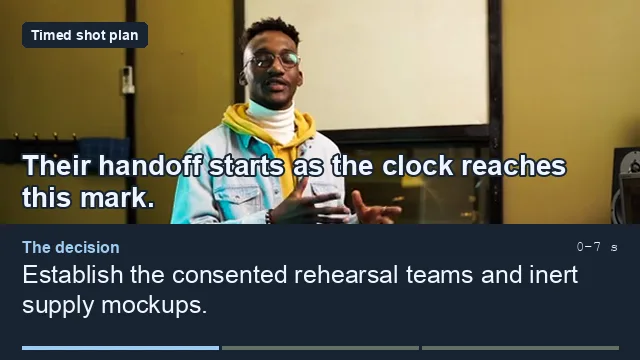 Timed shot plan
Their handoff starts as the clock reaches
this mark.
The decision
0–7 s
Establish the consented rehearsal teams and inert
supply mockups.